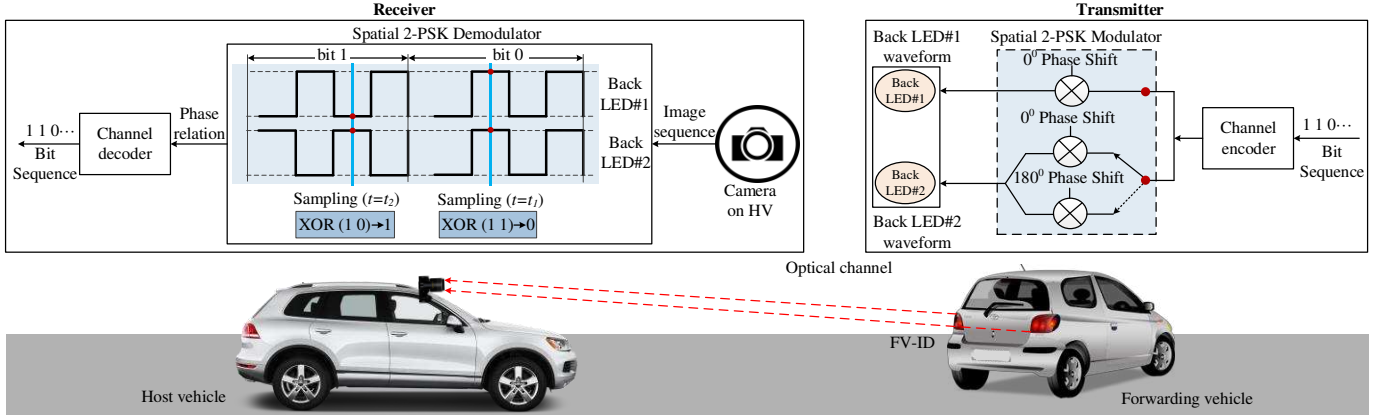 Receiver
Spatial 2-PSK Demodulator
bit 1
bit 0
Back
LED#1
Back
LED#2
Sampling (t=t2)
Sampling (t=t1)
XOR (1 0)→1
XOR (1 1)→0
Phase
relation
Channel
decoder
1 1 0···
Bit
Sequence
Image
sequence
Camera
on HV
Transmitter
Back LED#1
waveform
Back
LED#1
Back
LED#2
Back LED#2
waveform
Spatial 2-PSK Modulator
0⁰ Phase Shift
0⁰ Phase Shift
180⁰ Phase Shift
Channel
encoder
1 1 0···
Bit
Sequence
Optical channel
FV-ID
Host vehicle
Forwarding vehicle